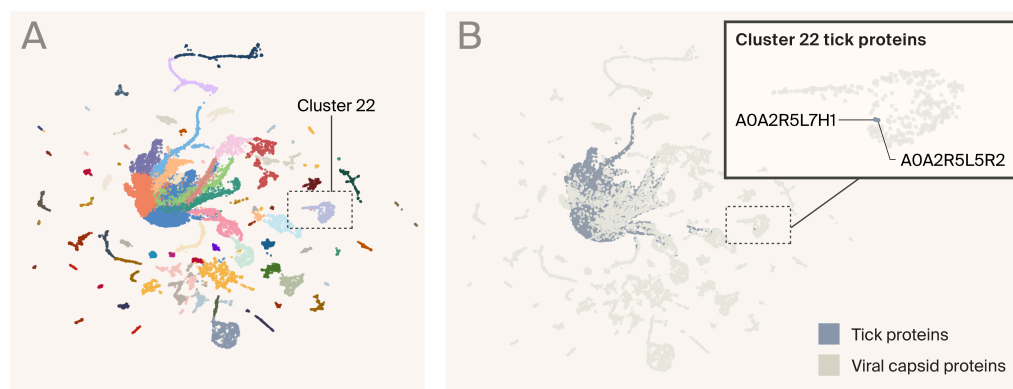 A
Cluster 22
B
Cluster 22 tick proteins
A0A2R5L7H1
A0A2R5L5R2
Tick proteins
Viral capsid proteins